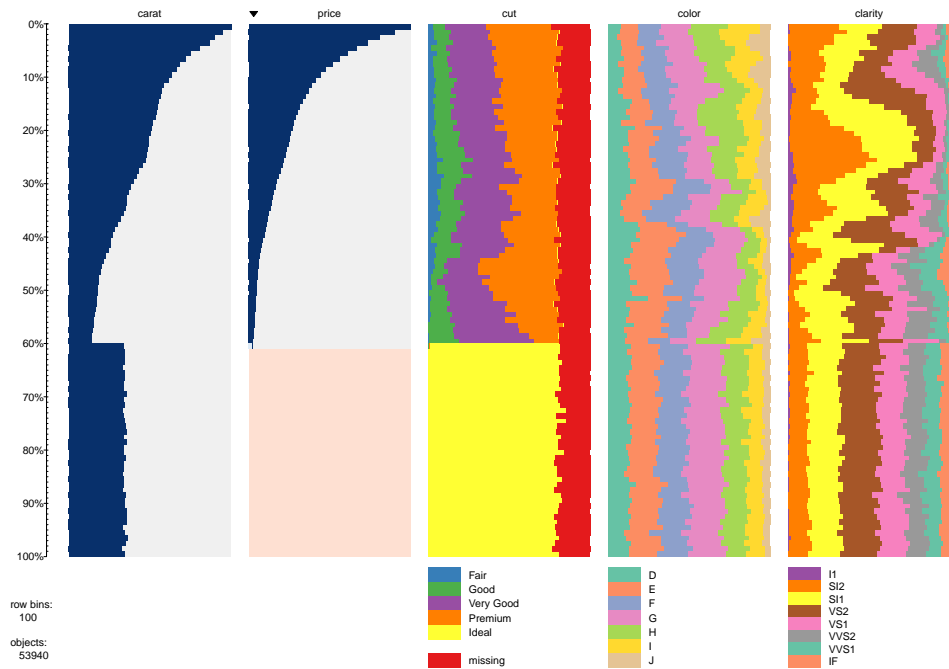 carat price cut color clarity
0%
10%
20%
30%
40%
50%
60%
70%
80%
90%
100%
row bins:
100
objects:
53940
Fair
Good
Very Good
Premium
Ideal
missing
D
E
F
G
H
I
J
I1
SI2
SI1
VS2
VS1
VVS2
VVS1
IF